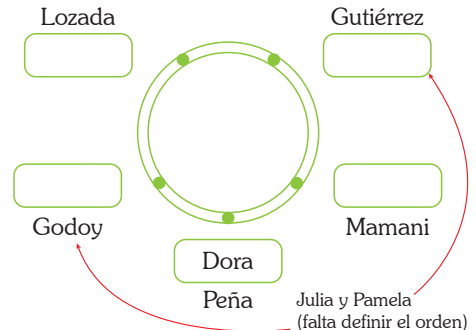 Lozada
Gutiérrez
Godoy
Mamani
Dora
Peña
Julia y Pamela
(falta definir el orden)